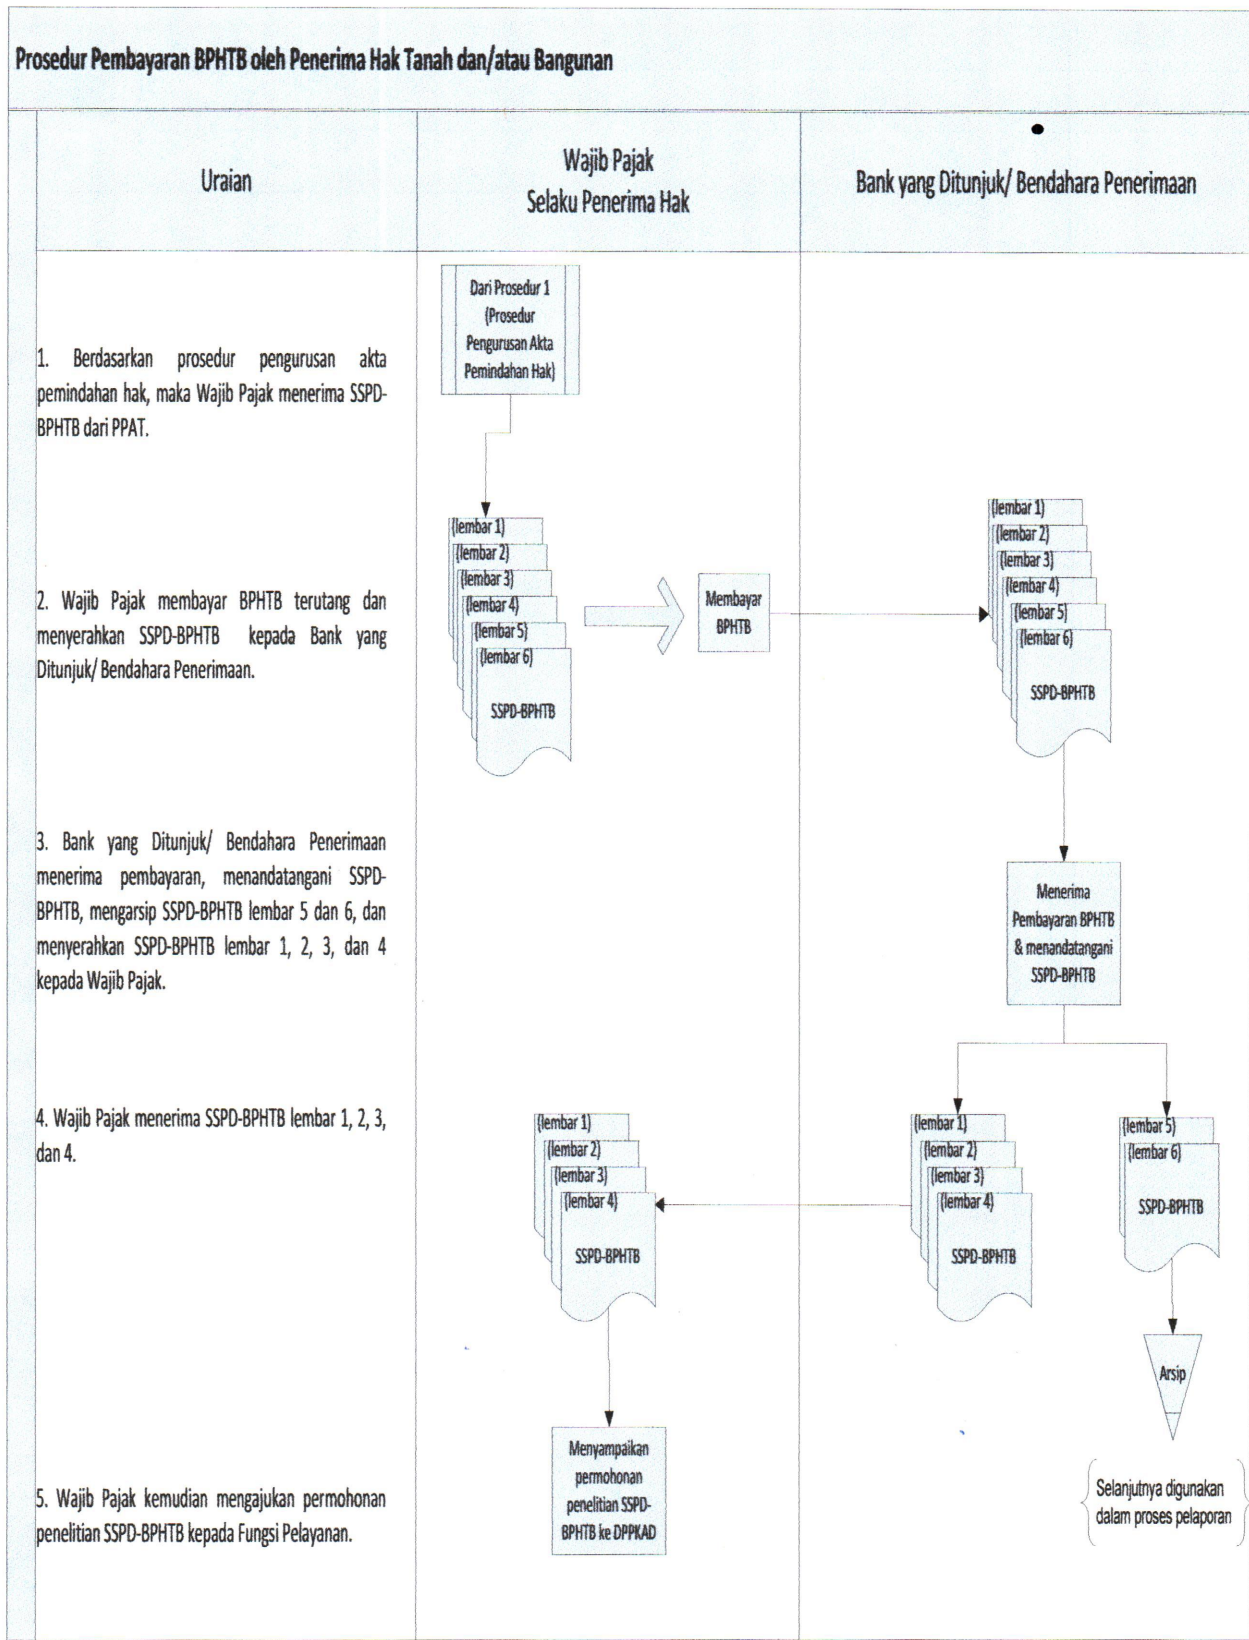 Prosedur Pembayaran BPHTB oleh Penerima Hak Tanah dan/atau Bangunan
Uraian
Wajib Pajak
Selaku Penerima Hak
Bank yang Ditunjuk/ Bendahara Penerimaan
1. Berdasarkan prosedur pengurusan akta
pemindahan hak, maka Wajib Pajak menerima SSPD-
BPHTB dari PPAT.
Dari Prosedur 1
(Prosedur
Pengurusan Akta
Pemindahan Hak)
2. Wajib Pajak membayar BPHTB terutang dan
menyerahkan SSPD-BPHTB kepada Bank yang
Ditunjuk/ Bendahara Penerimaan.
(lembar 1)
(lembar 2)
(lembar 3)
(lembar 4)
(lembar 5)
(lembar 6)
SSPD-BPHTB
Membayar
BPHTB
(lembar 1)
(lembar 2)
(lembar 3)
(lembar 4)
(lembar 5)
(lembar 6)
SSPD-BPHTB
3. Bank yang Ditunjuk/ Bendahara Penerimaan
menerima pembayaran, menandatangani SSPD-
BPHTB, mengarsip SSPD-BPHTB lembar 5 dan 6, dan
menyerahkan SSPD-BPHTB lembar 1, 2, 3, dan 4
kepada Wajib Pajak.
Menerima
Pembayaran BPHTB
& menandatangani
SSPD-BPHTB
4. Wajib Pajak menerima SSPD-BPHTB lembar 1, 2, 3,
dan 4.
(lembar 1)
(lembar 2)
(lembar 3)
(lembar 4)
SSPD-BPHTB
(lembar 1)
(lembar 2)
(lembar 3)
(lembar 4)
SSPD-BPHTB
(lembar 5)
(lembar 6)
SSPD-BPHTB
Arsip
5. Wajib Pajak kemudian mengajukan permohonan
penelitian SSPD-BPHTB kepada Fungsi Pelayanan.
Menyampaikan
permohonan
penelitian SSPD-
BPHTB ke DPPKAD
Selanjutnya digunakan
dalam proses pelaporan